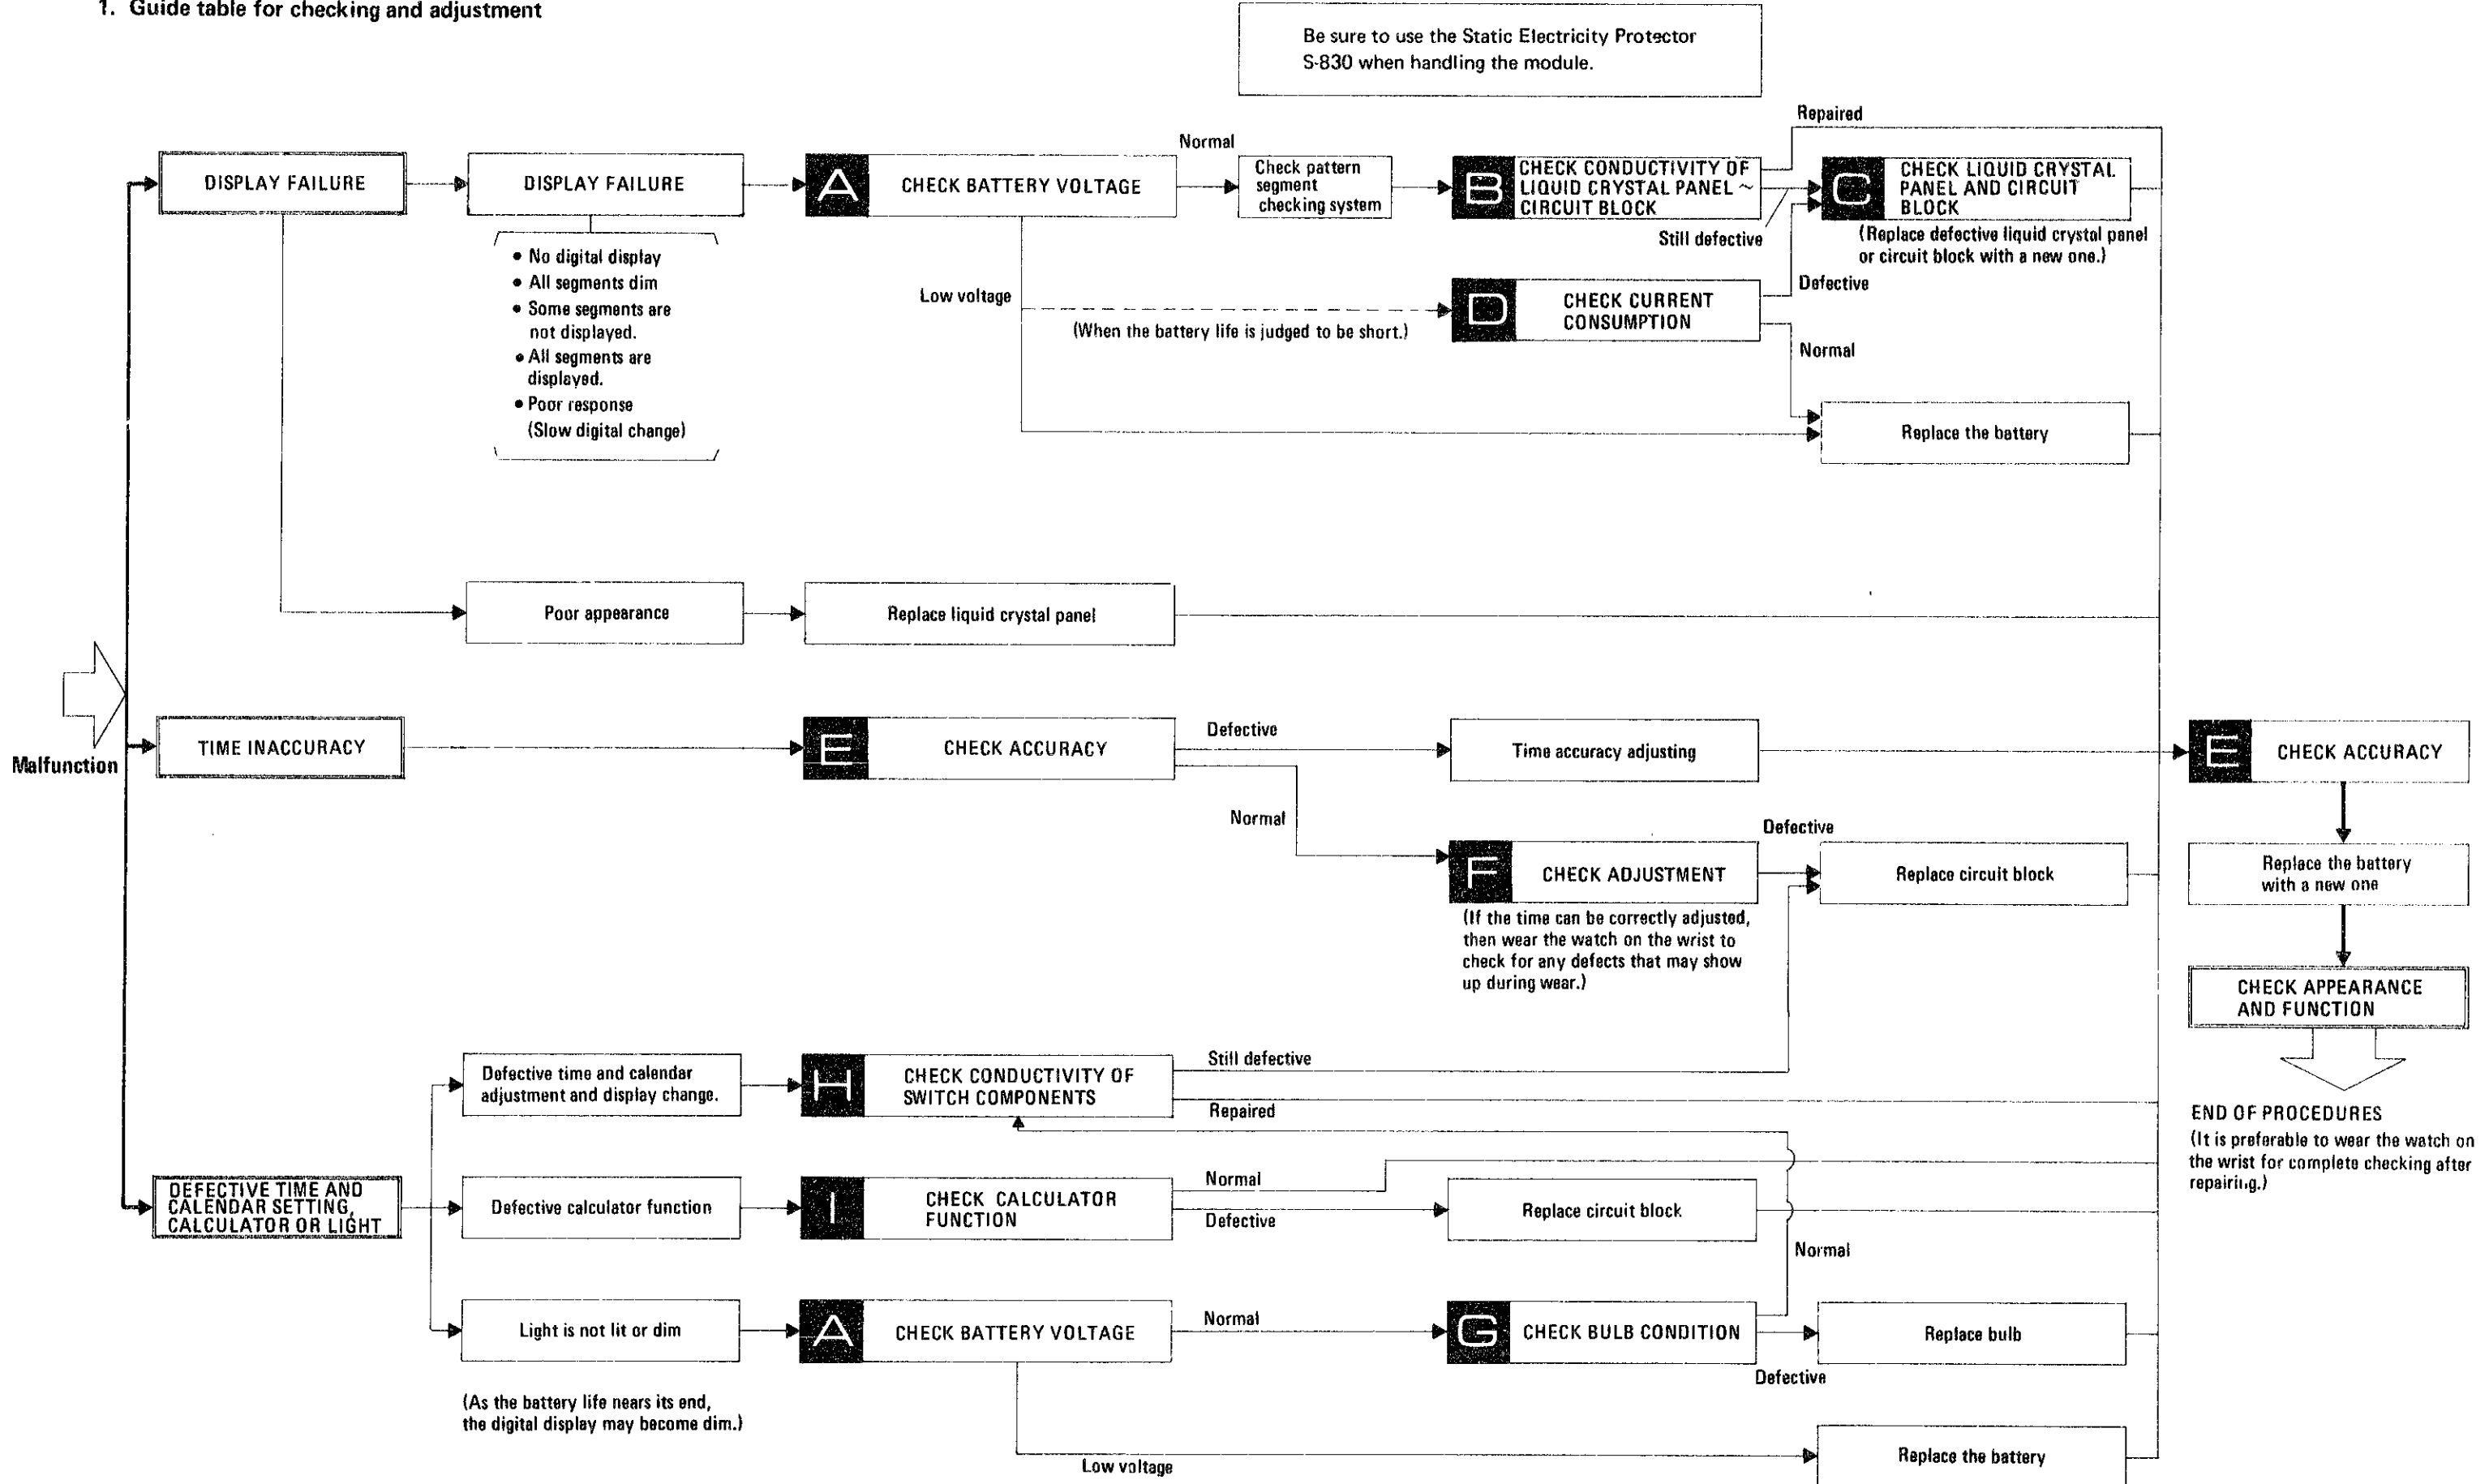 1. Guide table for checking and adjustment
Be sure to use the Static Electricity Protector
S-830 when handling the module.
DISPLAY FAILURE
DISPLAY FAILURE
• No digital display
• All segments dim
• Some segments are
not displayed.
• All segments are
displayed.
• Poor response
(Slow digital change)
A
CHECK BATTERY VOLTAGE
Normal
Check pattern
segment
checking system
B
CHECK CONDUCTIVITY OF
LIQUID CRYSTAL PANEL ~
CIRCUIT BLOCK
Repaired
Still defective
C
CHECK LIQUID CRYSTAL
PANEL AND CIRCUIT
BLOCK
(Replace defective liquid crystal panel
or circuit block with a new one.)
Low voltage
(When the battery life is judged to be short.)
D
CHECK CURRENT
CONSUMPTION
Defective
Normal
Replace the battery
Poor appearance
Replace liquid crystal panel
Malfunction
TIME INACCURACY
E
CHECK ACCURACY
Defective
Time accuracy adjusting
Normal
F
CHECK ADJUSTMENT
(If the time can be correctly adjusted,
then wear the watch on the wrist to
check for any defects that may show
up during wear.)
Defective
Replace circuit block
E
CHECK ACCURACY
Replace the battery
with a new one
CHECK APPEARANCE
AND FUNCTION
END OF PROCEDURES
(It is preferable to wear the watch on
the wrist for complete checking after
repairing.)
DEFECTIVE TIME AND
CALENDAR SETTING,
CALCULATOR OR LIGHT
Defective time and calendar
adjustment and display change.
H
CHECK CONDUCTIVITY OF
SWITCH COMPONENTS
Still defective
Repaired
Defective calculator function
I
CHECK CALCULATOR
FUNCTION
Normal
Defective
Replace circuit block
Normal
Light is not lit or dim
(As the battery life nears its end,
the digital display may become dim.)
A
CHECK BATTERY VOLTAGE
Normal
G
CHECK BULB CONDITION
Defective
Replace bulb
Low voltage
Replace the battery